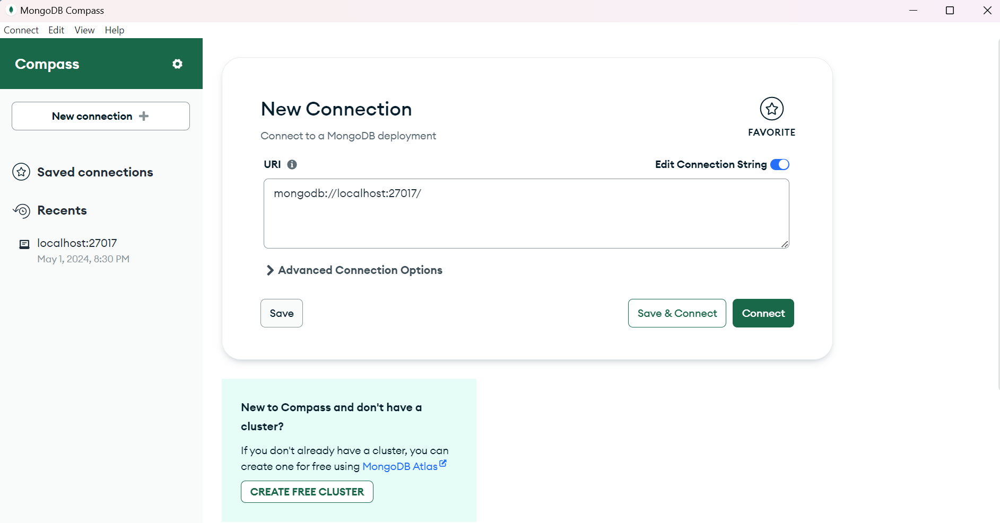 MongoDB Compass
Connect Edit View Help
Compass
New connection
Saved connections
Recents
localhost:27017
May 1, 2024, 8:30 PM
New Connection
Connect to a MongoDB deployment
FAVORITE
URI
Edit Connection String
mongodb://localhost:27017/
Advanced Connection Options
Save
Save & Connect
Connect
New to Compass and don't have a
cluster?
If you don't already have a cluster, you can
create one for free using MongoDB Atlas
CREATE FREE CLUSTER